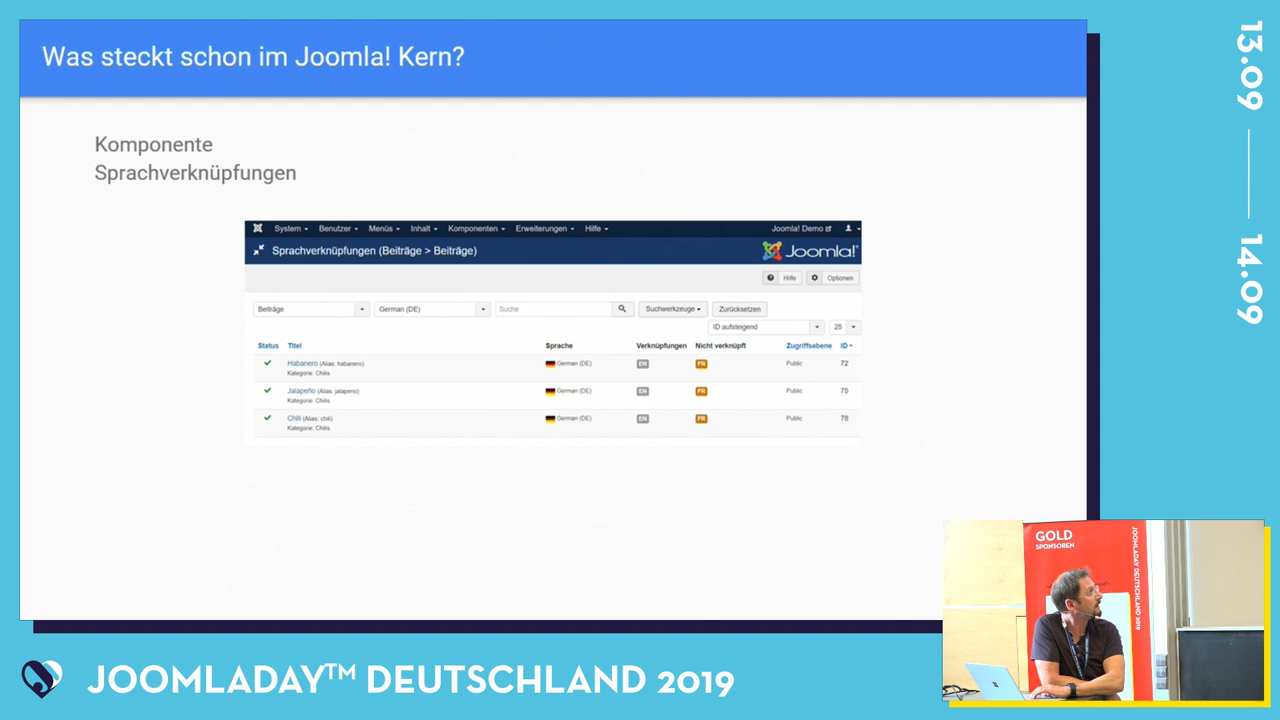 Was steckt schon im Joomla! Kern?
Komponente
Sprachverknüpfungen
System Benutzer Menüs Inhalt Komponenten Erweiterungen Hilfe Joomla! Demo
Sprachverknüpfungen (Beiträge > Beiträge) Joomla!®
Hilfe Optionen
Beiträge German (DE) Suche Suchwerkzeuge Zurücksetzen
ID aufsteigend 25
Status Titel Sprache Verknüpfungen Nicht verknüpft Zugriffsebene ID
Habanero (Alias: habanero) German (DE) EN FR Public 72
Kategorie: Chilis
Jalapeño (Alias: jalapeno) German (DE) EN FR Public 75
Kategorie: Chilis
Chili (Alias: chili) German (DE) EN FR Public 78
Kategorie: Chilis
13.09 — 14.09
GOLD
SPONSOREN
JOOMLADAY DEUTSCHLAND 2019
JOOMLADAY™ DEUTSCHLAND 2019